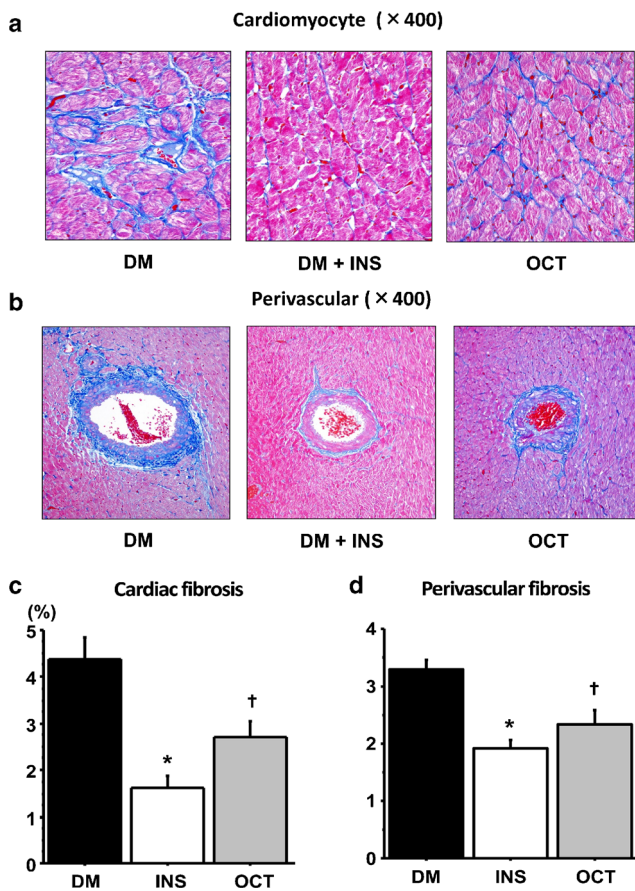 a
Cardiomyocyte (×400)
DM DM + INS OCT
b
Perivascular (×400)
DM DM + INS OCT
c Cardiac fibrosis
(%)
5
4
3
2
1
0
*
†
DM INS OCT
d Perivascular fibrosis
4
3
2
1
0
*
†
DM INS OCT